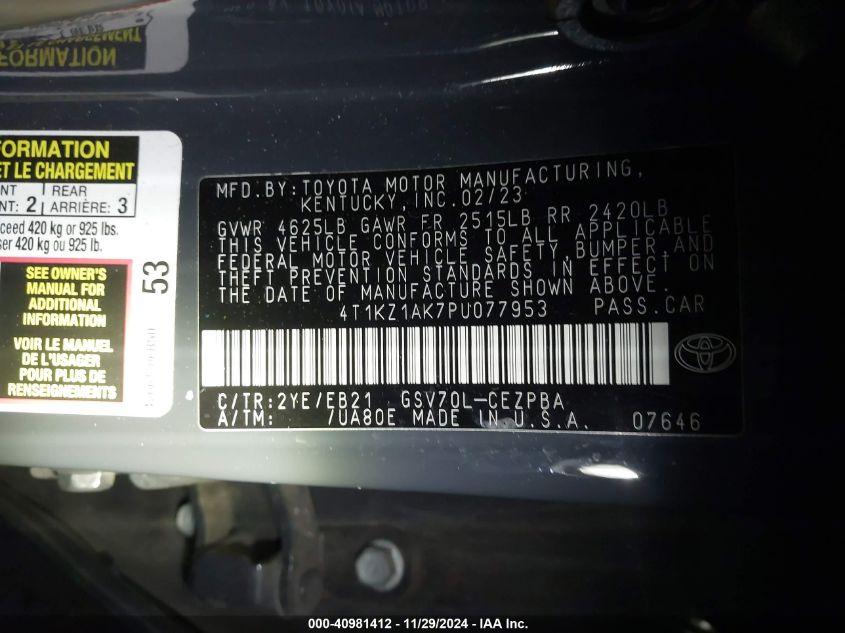 FORMATION
ORMATION
ET LE CHARGEMENT
NT | REAR
NT: 2 | ARRIÈRE: 3
ceed 420 kg or 925 lbs.
ser 420 kg ou 925 lb.
SEE OWNER'S
MANUAL FOR
ADDITIONAL
INFORMATION
VOIR LE MANUEL
DE L'USAGER
POUR PLUS DE
RENSEIGNEMENTS
53
MFD.BY:TOYOTA MOTOR MANUFACTURING,
KENTUCKY,INC.02/23
GVWR 4625LB GAWR FR 2515LB RR 2420LB
THIS VEHICLE CONFORMS TO ALL APPLICABLE
FEDERAL MOTOR VEHICLE SAFETY,BUMPER,AND
THEFT PREVENTION STANDARDS IN EFFECT ON
THE DATE OF MANUFACTURE SHOWN ABOVE.
4T1KZ1AK7PU077953 PASS.CAR
C/TR:2YE/EB21 GSV70L-CEZPBA
A/TM: 7UA80E MADE IN U.S.A. 07646
000-40981412 - 11/29/2024 - IAA Inc.